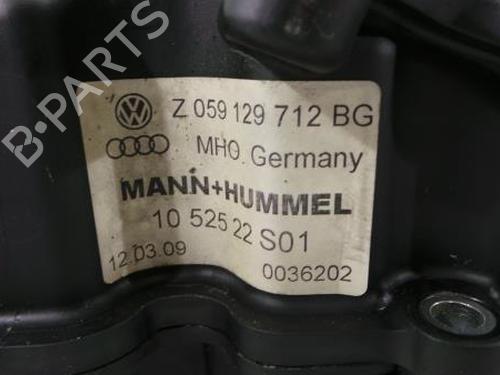 Z 059 129 712 BG
MHO. Germany
MANN+HUMMEL
10 525 22 S01
12.03.09
0036202
B-PARTS